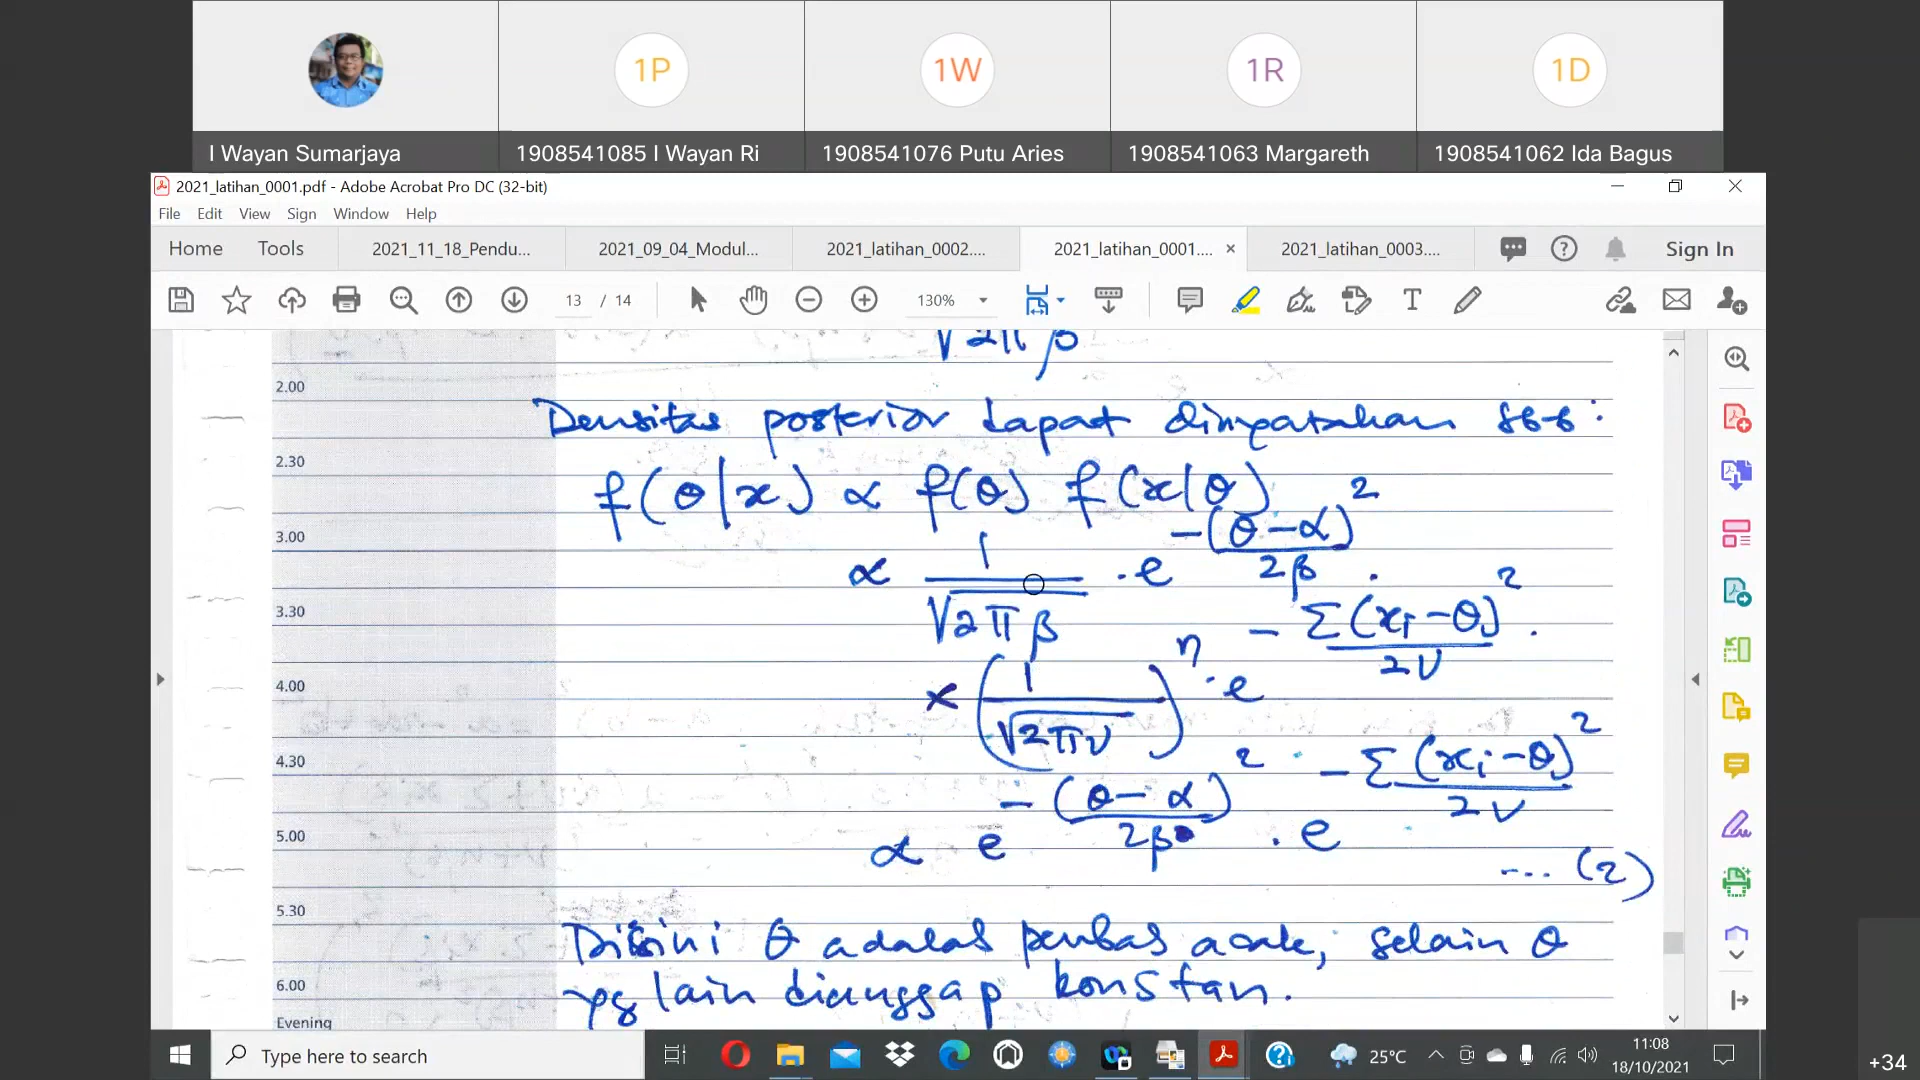 1P
1W
1R
1D
I Wayan Sumarjaya
1908541085 I Wayan Ri
1908541076 Putu Aries
1908541063 Margareth
1908541062 Ida Bagus
2021_latihan_0001.pdf - Adobe Acrobat Pro DC (32-bit)
File Edit View Sign Window Help
Home Tools 2021_11_18_Pendu... 2021_09_04_Modul... 2021_latihan_0002.... 2021_latihan_0001.... × 2021_latihan_0003.... Sign In
13 / 14 130%
√2π β
2.00
Densitas posterior dapat dinyatakan sbb:
2.30
f(θ|x) ∝ f(θ) f(x|θ)
3.00
∝ 1/√2πβ · e^-(θ-α)²/2β ·
3.30
4.00
× (1/√2πν)^n · e^-Σ(xi-θ)²/2ν ·
4.30
5.00
∝ e^-(θ-α)²/2β · e^-Σ(xi-θ)²/2ν
.... (2)
5.30
Disini θ adalah peubah acak, selain θ
6.00
yg lain dianggap konstan.
Evening
Type here to search
25°C
11:08
18/10/2021
+34